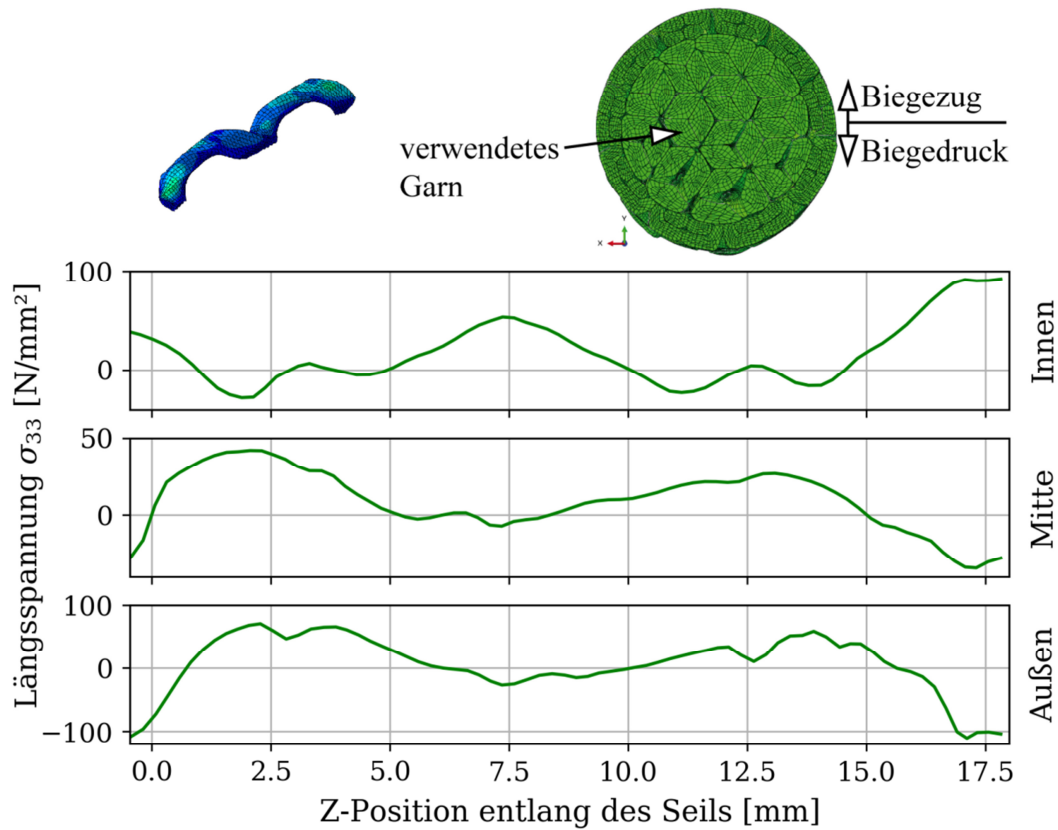 verwendetes
Garn
Biegezug
Biegedruck
Y
X
Längsspannung σ33 [N/mm²]
100
0
Innen
50
0
Mitte
100
0
−100
Außen
0.0 2.5 5.0 7.5 10.0 12.5 15.0 17.5
Z-Position entlang des Seils [mm]